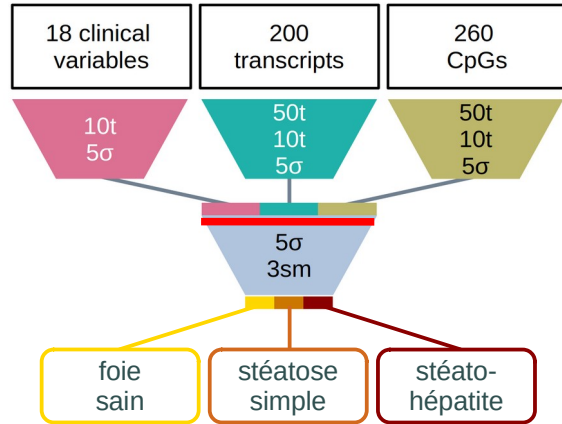 18 clinical
variables
200
transcripts
260
CpGs
10t
5σ
50t
10t
5σ
50t
10t
5σ
5σ
3sm
foie
sain
stéatose
simple
stéato-
hépatite